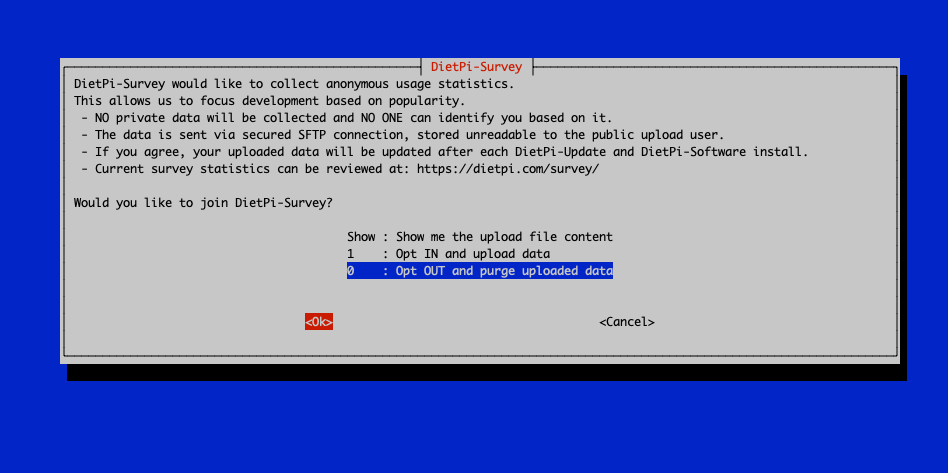 DietPi-Survey
DietPi-Survey would like to collect anonymous usage statistics.
This allows us to focus development based on popularity.
- NO private data will be collected and NO ONE can identify you based on it.
- The data is sent via secured SFTP connection, stored unreadable to the public upload user.
- If you agree, your uploaded data will be updated after each DietPi-Update and DietPi-Software install.
- Current survey statistics can be reviewed at: https://dietpi.com/survey/
Would you like to join DietPi-Survey?
Show : Show me the upload file content
1 : Opt IN and upload data
0 : Opt OUT and purge uploaded data
<Ok> <Cancel>